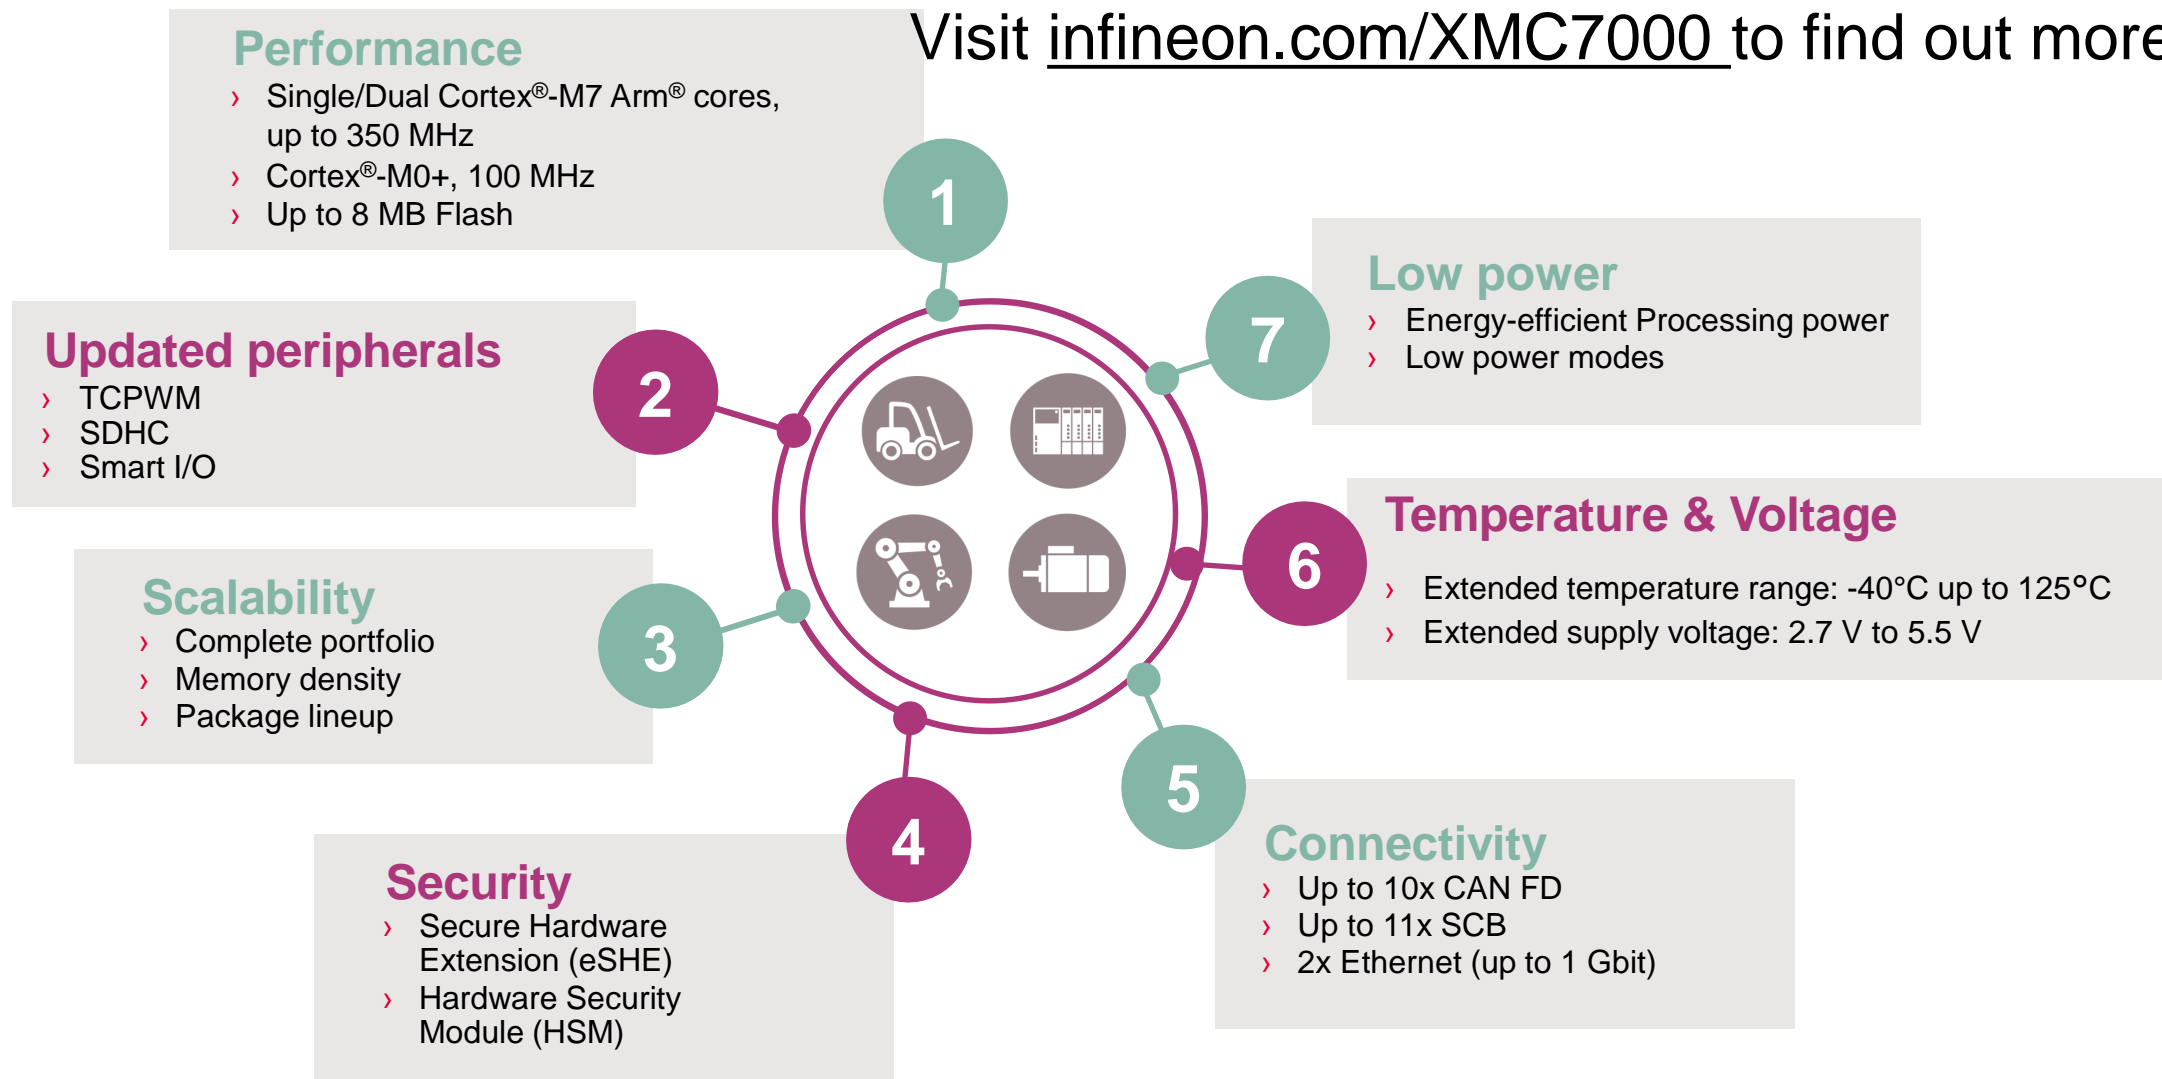 Visit infineon.com/XMC7000 to find out more
1
Performance
› Single/Dual Cortex®-M7 Arm® cores,
up to 350 MHz
› Cortex®-M0+, 100 MHz
› Up to 8 MB Flash
2
Updated peripherals
› TCPWM
› SDHC
› Smart I/O
3
Scalability
› Complete portfolio
› Memory density
› Package lineup
4
Security
› Secure Hardware
Extension (eSHE)
› Hardware Security
Module (HSM)
5
Connectivity
› Up to 10x CAN FD
› Up to 11x SCB
› 2x Ethernet (up to 1 Gbit)
6
Temperature & Voltage
› Extended temperature range: -40°C up to 125°C
› Extended supply voltage: 2.7 V to 5.5 V
7
Low power
› Energy-efficient Processing power
› Low power modes